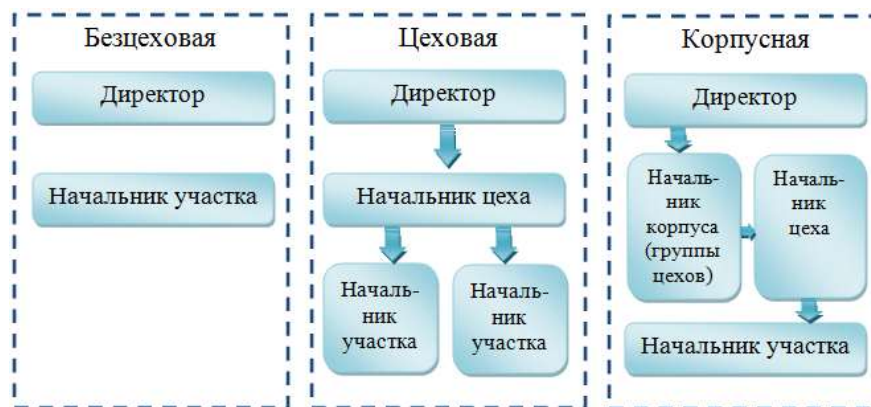 Безцеховая
Директор
Начальник участка
Цеховая
Директор
Начальник цеха
Началь-
ник
участка
Началь-
ник
участка
Корпусная
Директор
Началь-
ник
корпуса
(группы
цехов)
Началь-
ник
цеха
Начальник участка